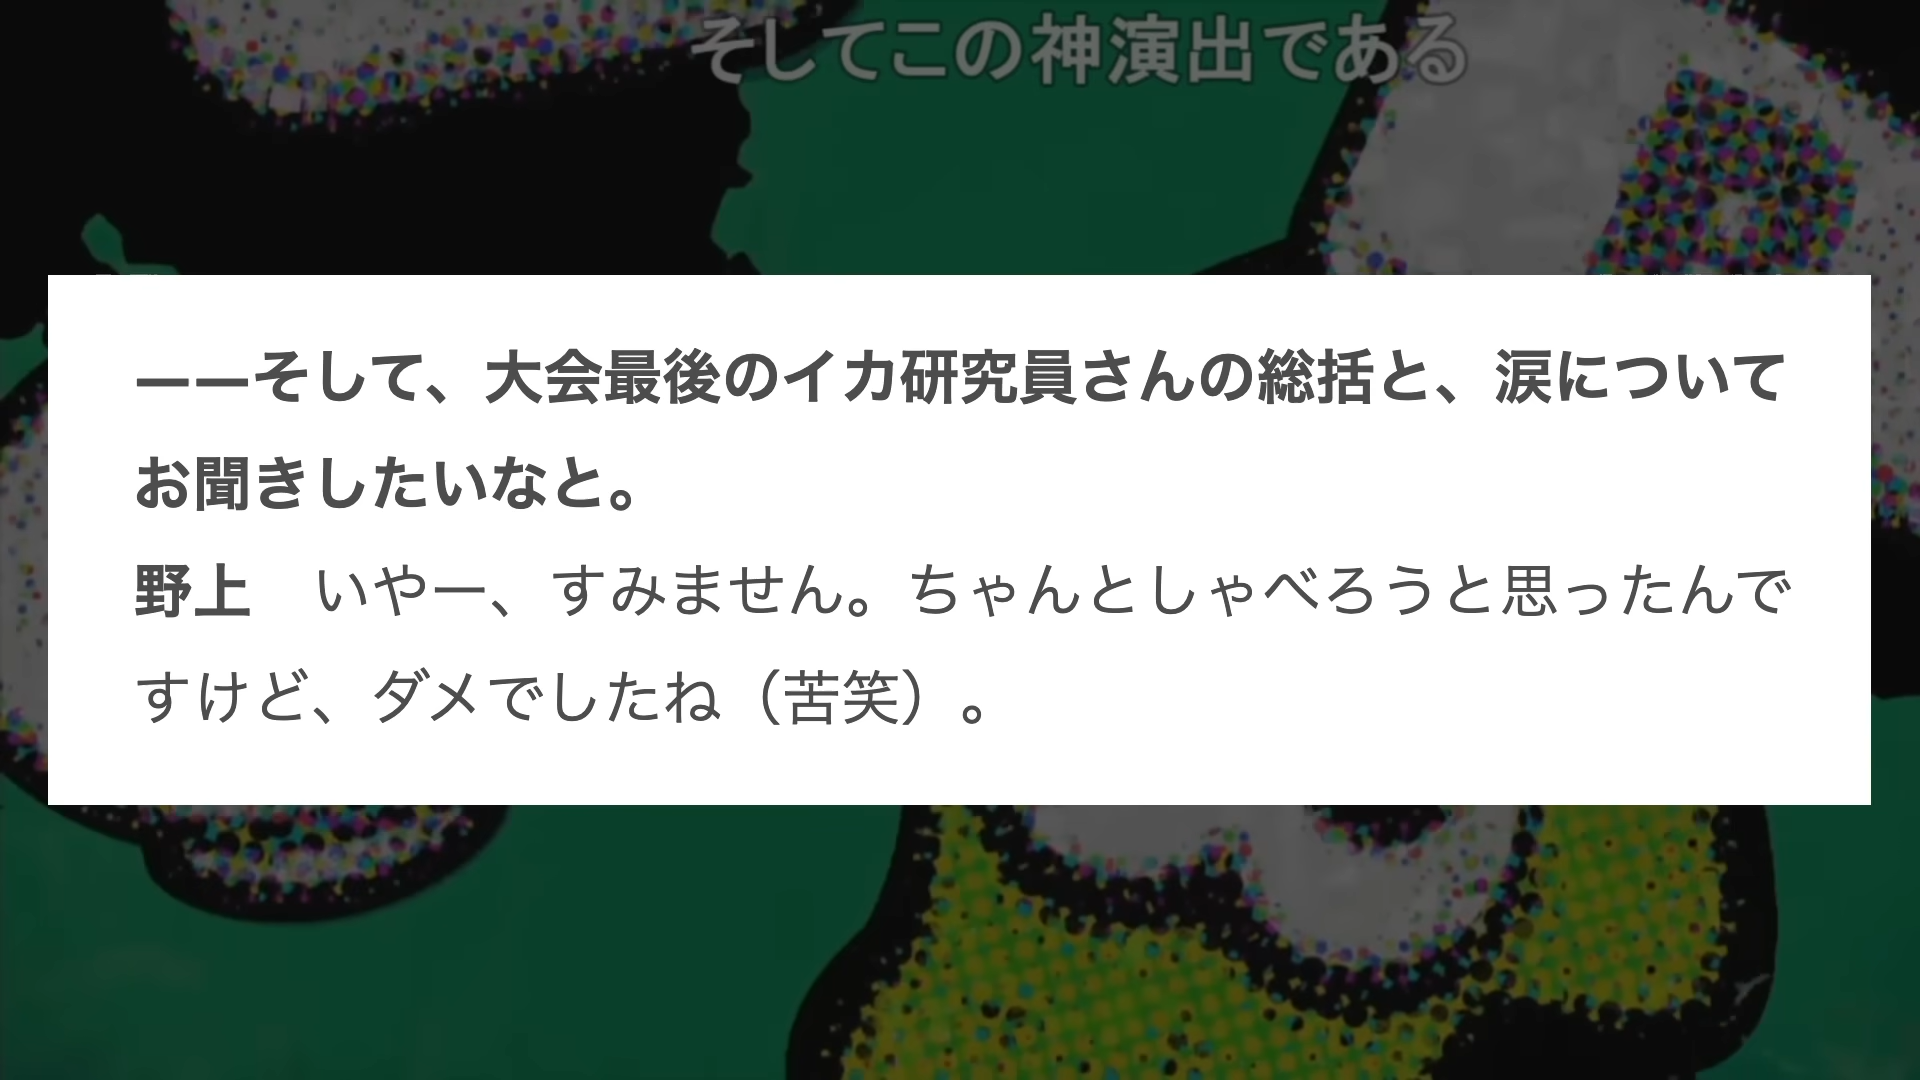 そしてこの神演出である
——そして、大会最後のイカ研究員さんの総括と、涙について
お聞きしたいなと。
野上　いやー、すみません。ちゃんとしゃべろうと思ったんで
すけど、ダメでしたね（苦笑）。